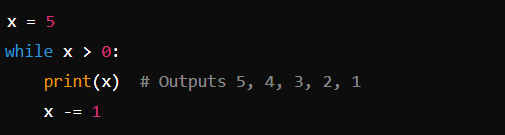 x = 5
while x > 0:
    print(x)  # Outputs 5, 4, 3, 2, 1
    x -= 1